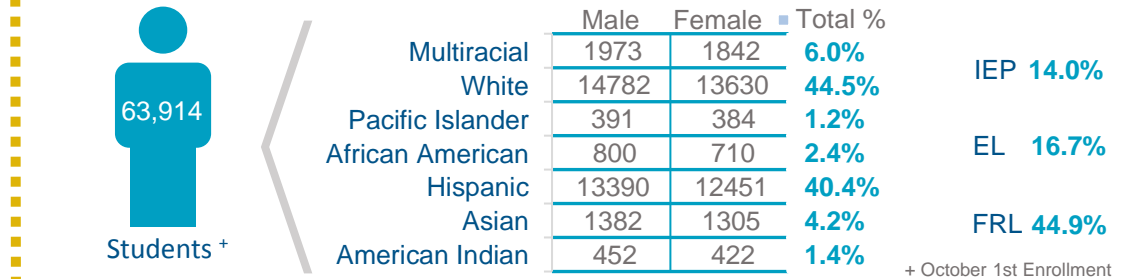 Male Female Total %
Multiracial 1973 1842 6.0%
White 14782 13630 44.5%
Pacific Islander 391 384 1.2%
African American 800 710 2.4%
Hispanic 13390 12451 40.4%
Asian 1382 1305 4.2%
American Indian 452 422 1.4%
63,914
Students +
IEP 14.0%
EL 16.7%
FRL 44.9%
+ October 1st Enrollment